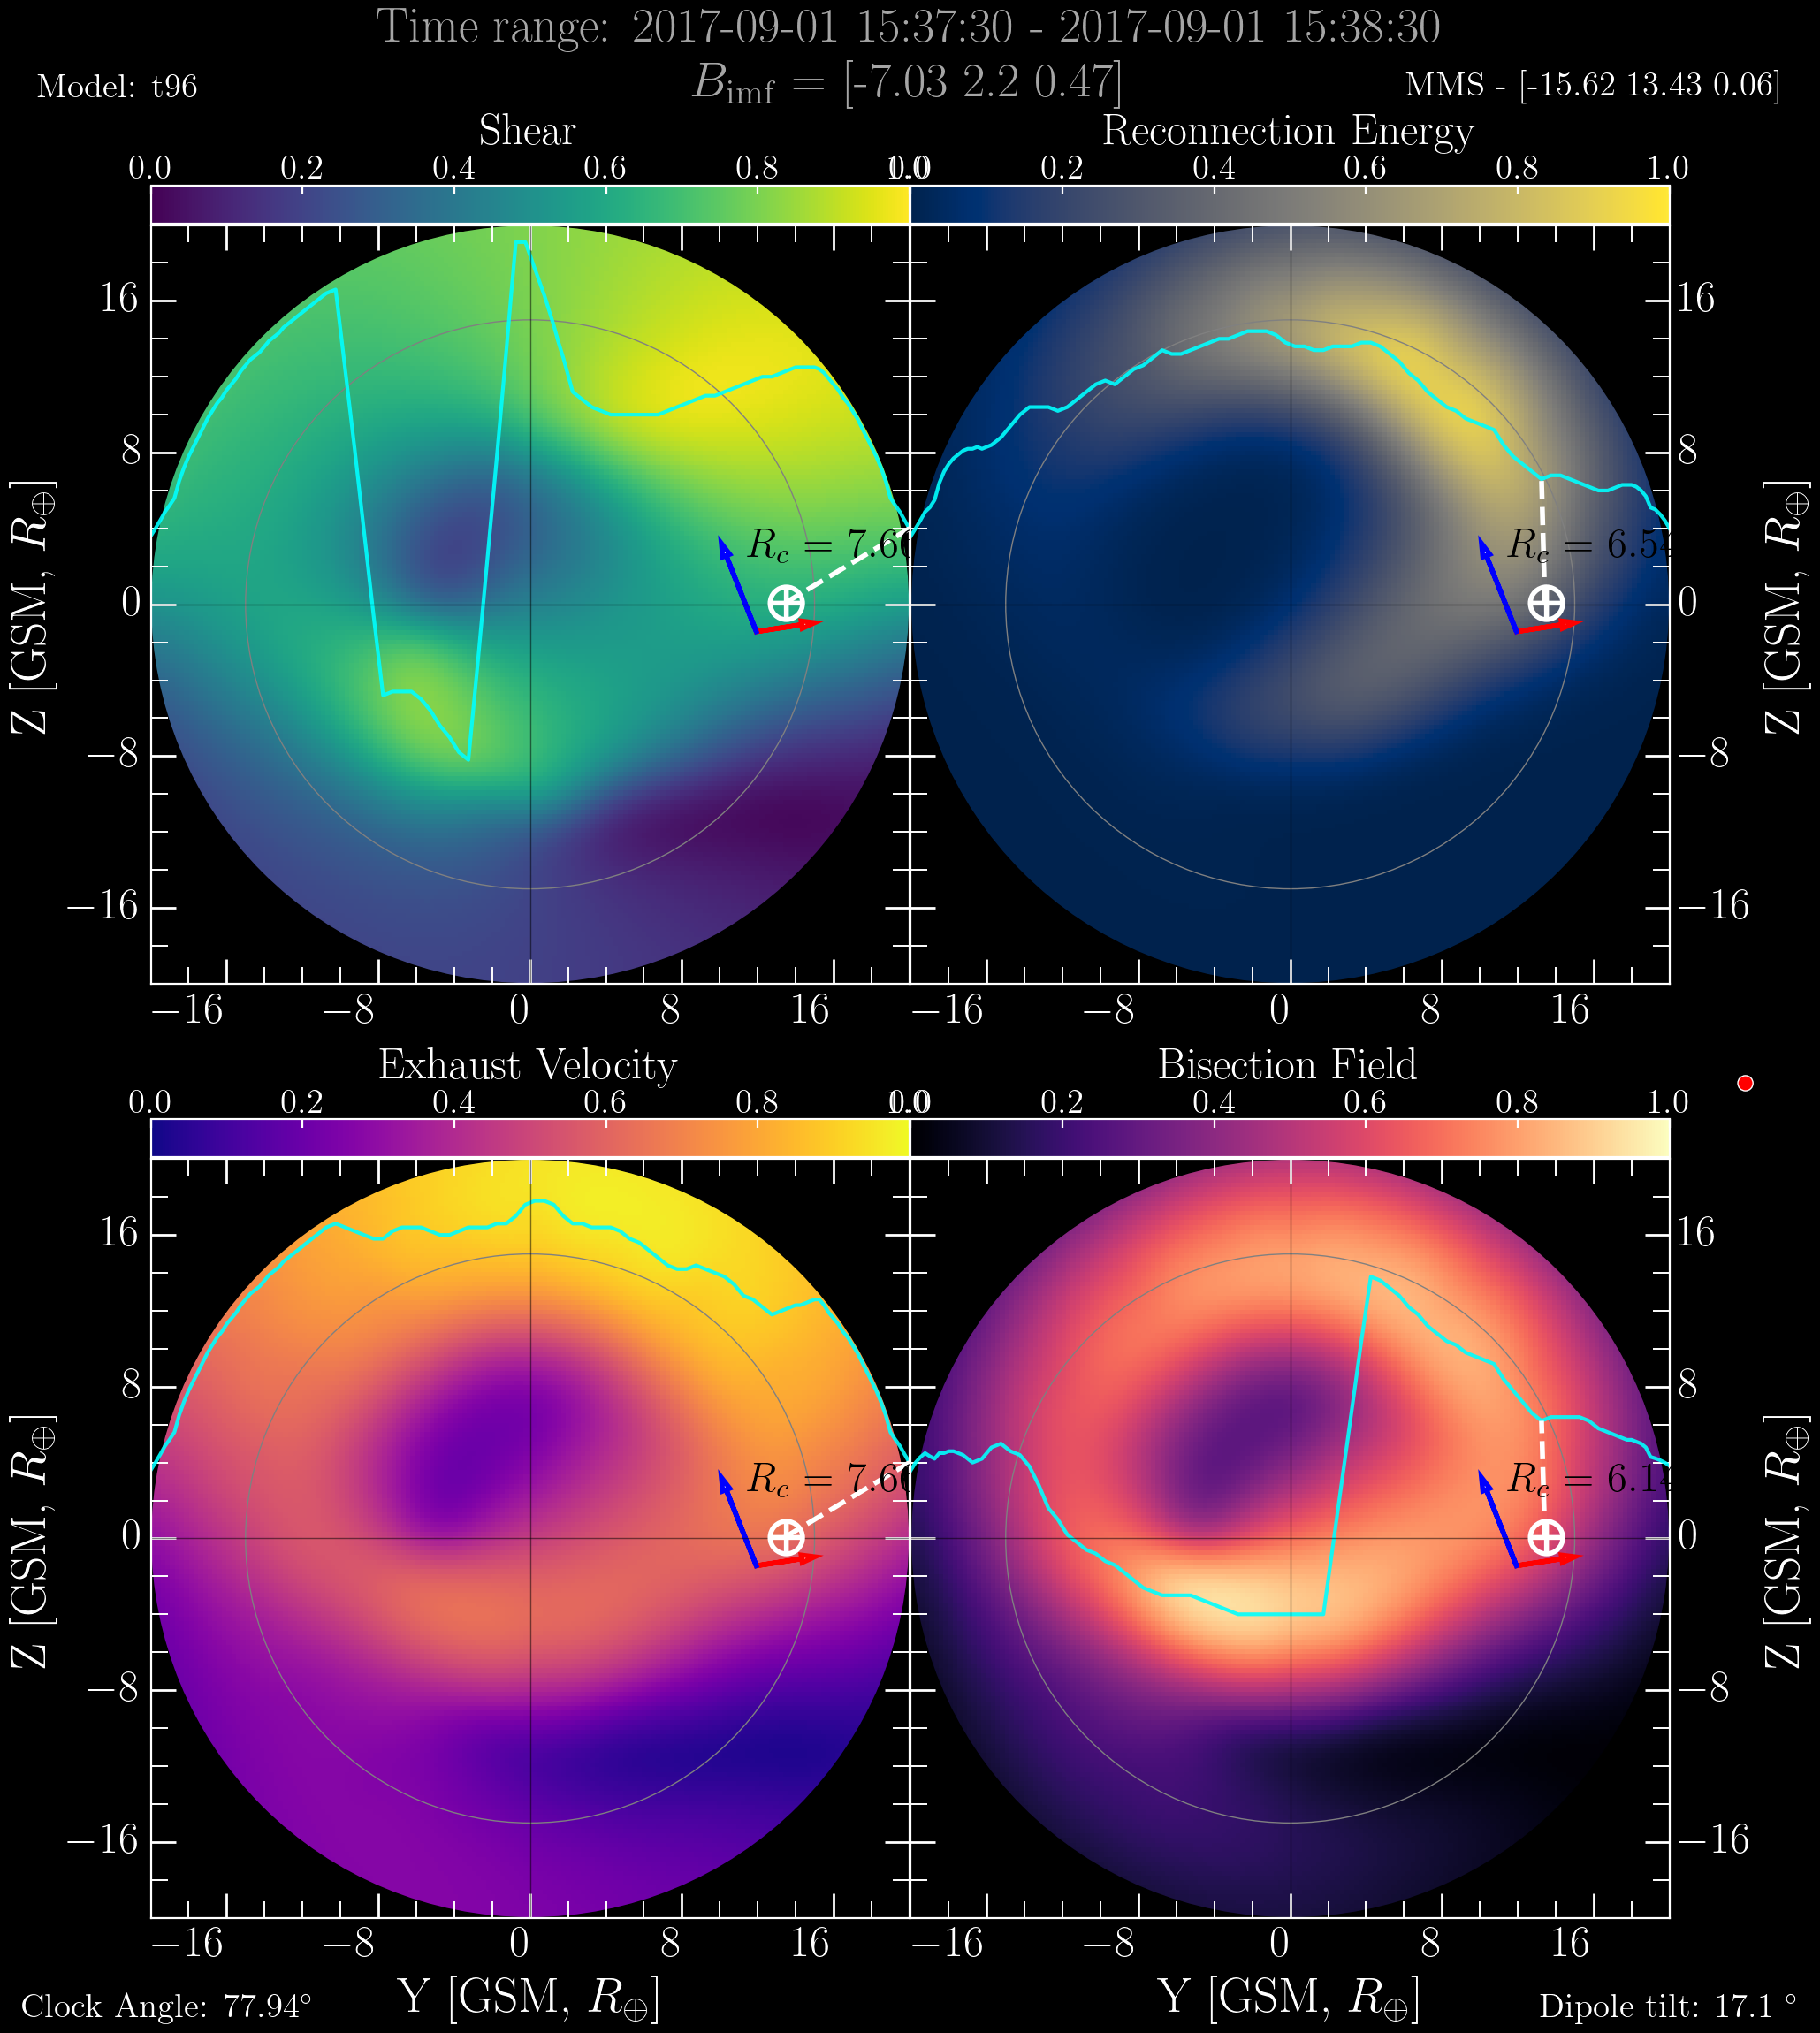 Time range: 2017-09-01 15:37:30 - 2017-09-01 15:38:30
Model: t96
B_imf = [-7.03 2.2 0.47]
MMS - [-15.62 13.43 0.06]
Shear
Reconnection Energy
0.0 0.2 0.4 0.6 0.8 1.0
0.2 0.4 0.6 0.8 1.0
16 8 0 −8 −16
Z [GSM, R⊕]
R_c = 7.6
R_c = 6.5
16 8 0 −8 −16
Z [GSM, R⊕]
−16 −8 0 8 16
−16 −8 0 8 16
Exhaust Velocity
Bisection Field
0.0 0.2 0.4 0.6 0.8 1.0
0.2 0.4 0.6 0.8 1.0
16 8 0 −8 −16
Z [GSM, R⊕]
R_c = 7.6
R_c = 6.1
16 8 0 −8 −16
Z [GSM, R⊕]
−16 −8 0 8 16
−16 −8 0 8 16
Y [GSM, R⊕]
Y [GSM, R⊕]
Clock Angle: 77.94°
Dipole tilt: 17.1 °